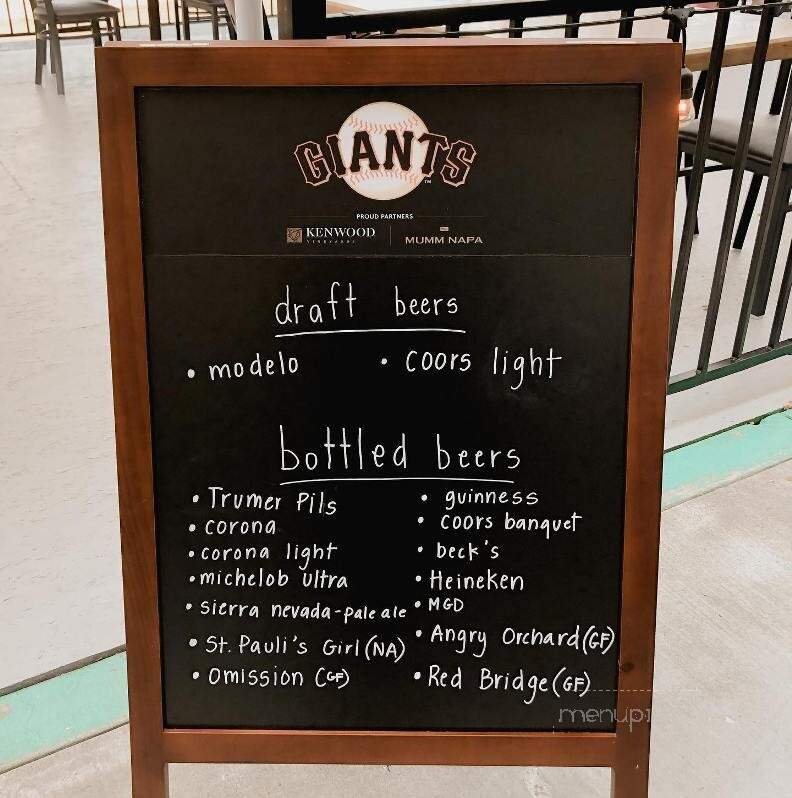 GIANTS
PROUD PARTNERS
KENWOOD
VINEYARDS
MUMM NAPA
draft beers
• modelo • coors light
bottled beers
• Trumer Pils
• corona
• corona light
• michelob ultra
• sierra nevada-pale ale
• St. Pauli's Girl (NA)
• Omission (GF)
• guinness
• coors banquet
• beck's
• Heineken
• MGD
• Angry Orchard (GF)
• Red Bridge (GF)